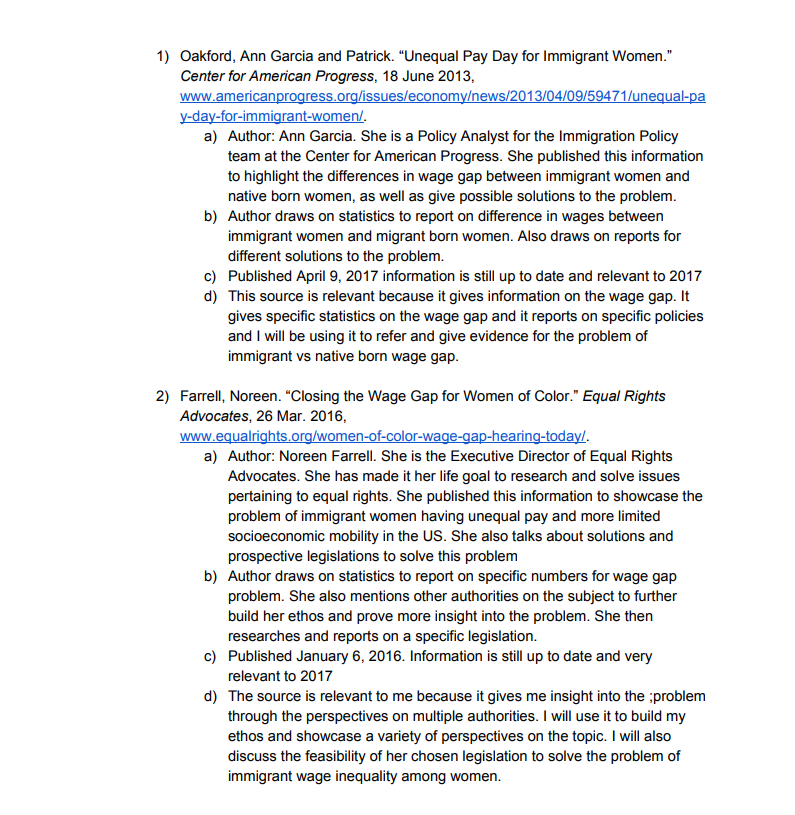 1) Oakford, Ann Garcia and Patrick. “Unequal Pay Day for Immigrant Women.”
Center for American Progress, 18 June 2013,
www.americanprogress.org/issues/economy/news/2013/04/09/59471/unequal-pa
y-day-for-immigrant-women/.
a) Author: Ann Garcia. She is a Policy Analyst for the Immigration Policy
team at the Center for American Progress. She published this information
to highlight the differences in wage gap between immigrant women and
native born women, as well as give possible solutions to the problem.
b) Author draws on statistics to report on difference in wages between
immigrant women and migrant born women. Also draws on reports for
different solutions to the problem.
c) Published April 9, 2017 information is still up to date and relevant to 2017
d) This source is relevant because it gives information on the wage gap. It
gives specific statistics on the wage gap and it reports on specific policies
and I will be using it to refer and give evidence for the problem of
immigrant vs native born wage gap.
2) Farrell, Noreen. “Closing the Wage Gap for Women of Color.” Equal Rights
Advocates, 26 Mar. 2016,
www.equalrights.org/women-of-color-wage-gap-hearing-today/.
a) Author: Noreen Farrell. She is the Executive Director of Equal Rights
Advocates. She has made it her life goal to research and solve issues
pertaining to equal rights. She published this information to showcase the
problem of immigrant women having unequal pay and more limited
socioeconomic mobility in the US. She also talks about solutions and
prospective legislations to solve this problem
b) Author draws on statistics to report on specific numbers for wage gap
problem. She also mentions other authorities on the subject to further
build her ethos and prove more insight into the problem. She then
researches and reports on a specific legislation.
c) Published January 6, 2016. Information is still up to date and very
relevant to 2017
d) The source is relevant to me because it gives me insight into the ;problem
through the perspectives on multiple authorities. I will use it to build my
ethos and showcase a variety of perspectives on the topic. I will also
discuss the feasibility of her chosen legislation to solve the problem of
immigrant wage inequality among women.